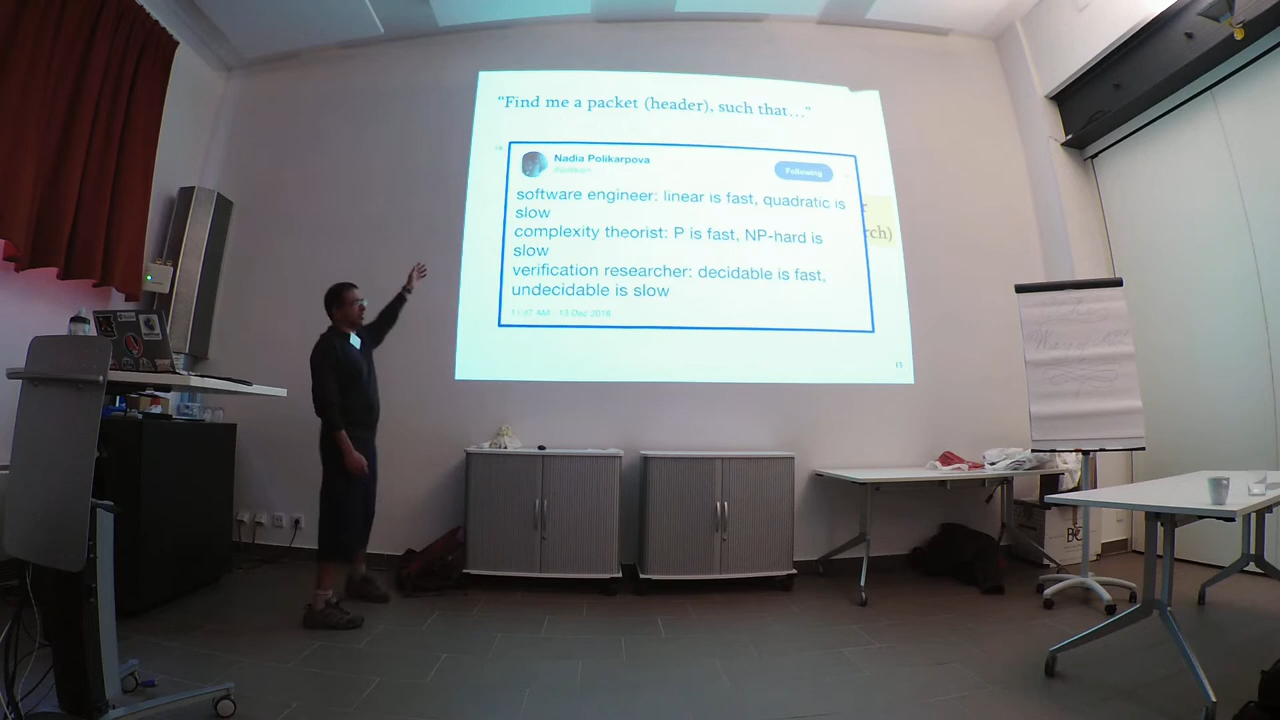 “Find me a packet (header), such that…”
Nadia Polikarpova
Following
software engineer: linear is fast, quadratic is
slow
complexity theorist: P is fast, NP-hard is
slow
verification researcher: decidable is fast,
undecidable is slow
rch)